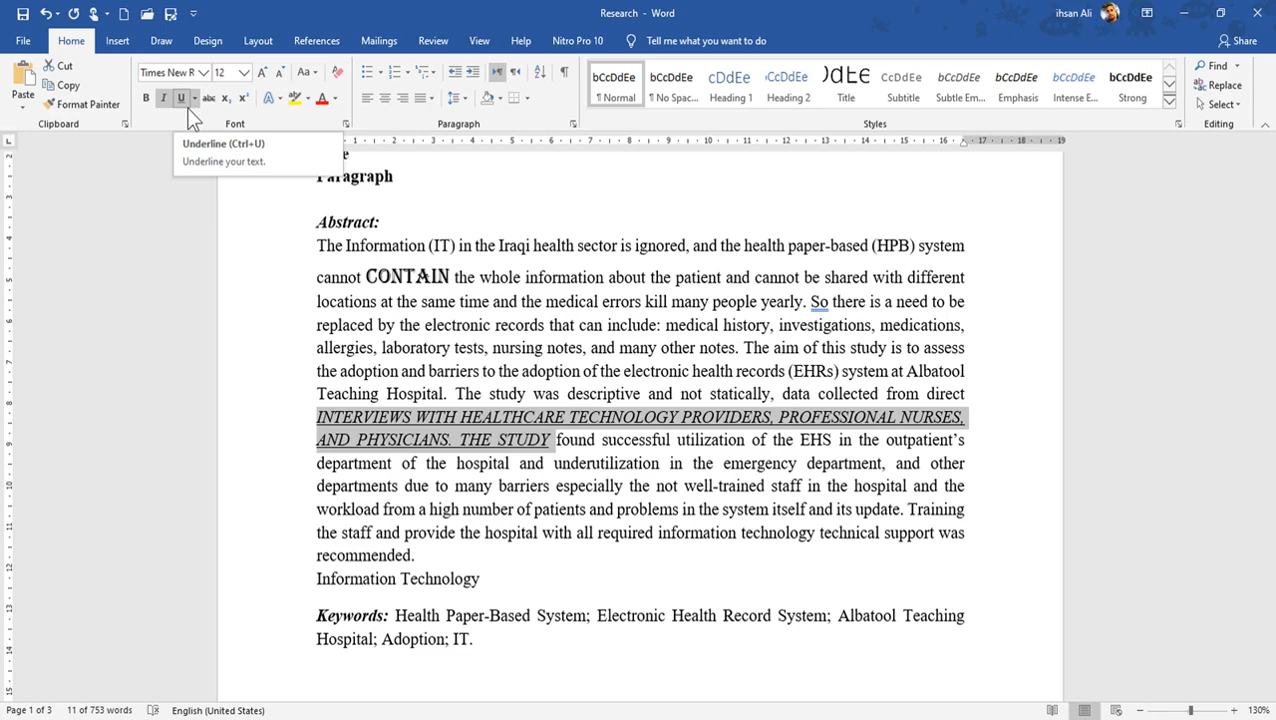 Research - Word
ihsan Ali
File Home Insert Draw Design Layout References Mailings Review View Help Nitro Pro 10 Tell me what you want to do Share
Paste
Cut
Copy
Format Painter
Clipboard
Times New R 12
Font
Paragraph
AaBbCcDdEe
¶ Normal
¶ No Spac...
Heading 1
Heading 2
Title
Subtitle
Subtle Em...
Emphasis
Intense E...
Strong
Styles
Find
Replace
Select
Editing
Underline (Ctrl+U)
Underline your text.
Paragraph
Abstract:
The Information (IT) in the Iraqi health sector is ignored, and the health paper-based (HPB) system
cannot CONTAIN the whole information about the patient and cannot be shared with different
locations at the same time and the medical errors kill many people yearly. So there is a need to be
replaced by the electronic records that can include: medical history, investigations, medications,
allergies, laboratory tests, nursing notes, and many other notes. The aim of this study is to assess
the adoption and barriers to the adoption of the electronic health records (EHRs) system at Albatool
Teaching Hospital. The study was descriptive and not statically, data collected from direct
INTERVIEWS WITH HEALTHCARE TECHNOLOGY PROVIDERS, PROFESSIONAL NURSES,
AND PHYSICIANS. THE STUDY found successful utilization of the EHS in the outpatient's
department of the hospital and underutilization in the emergency department, and other
departments due to many barriers especially the not well-trained staff in the hospital and the
workload from a high number of patients and problems in the system itself and its update. Training
the staff and provide the hospital with all required information technology technical support was
recommended.
Information Technology
Keywords: Health Paper-Based System; Electronic Health Record System; Albatool Teaching
Hospital; Adoption; IT.
Page 1 of 3 11 of 753 words English (United States) 130%